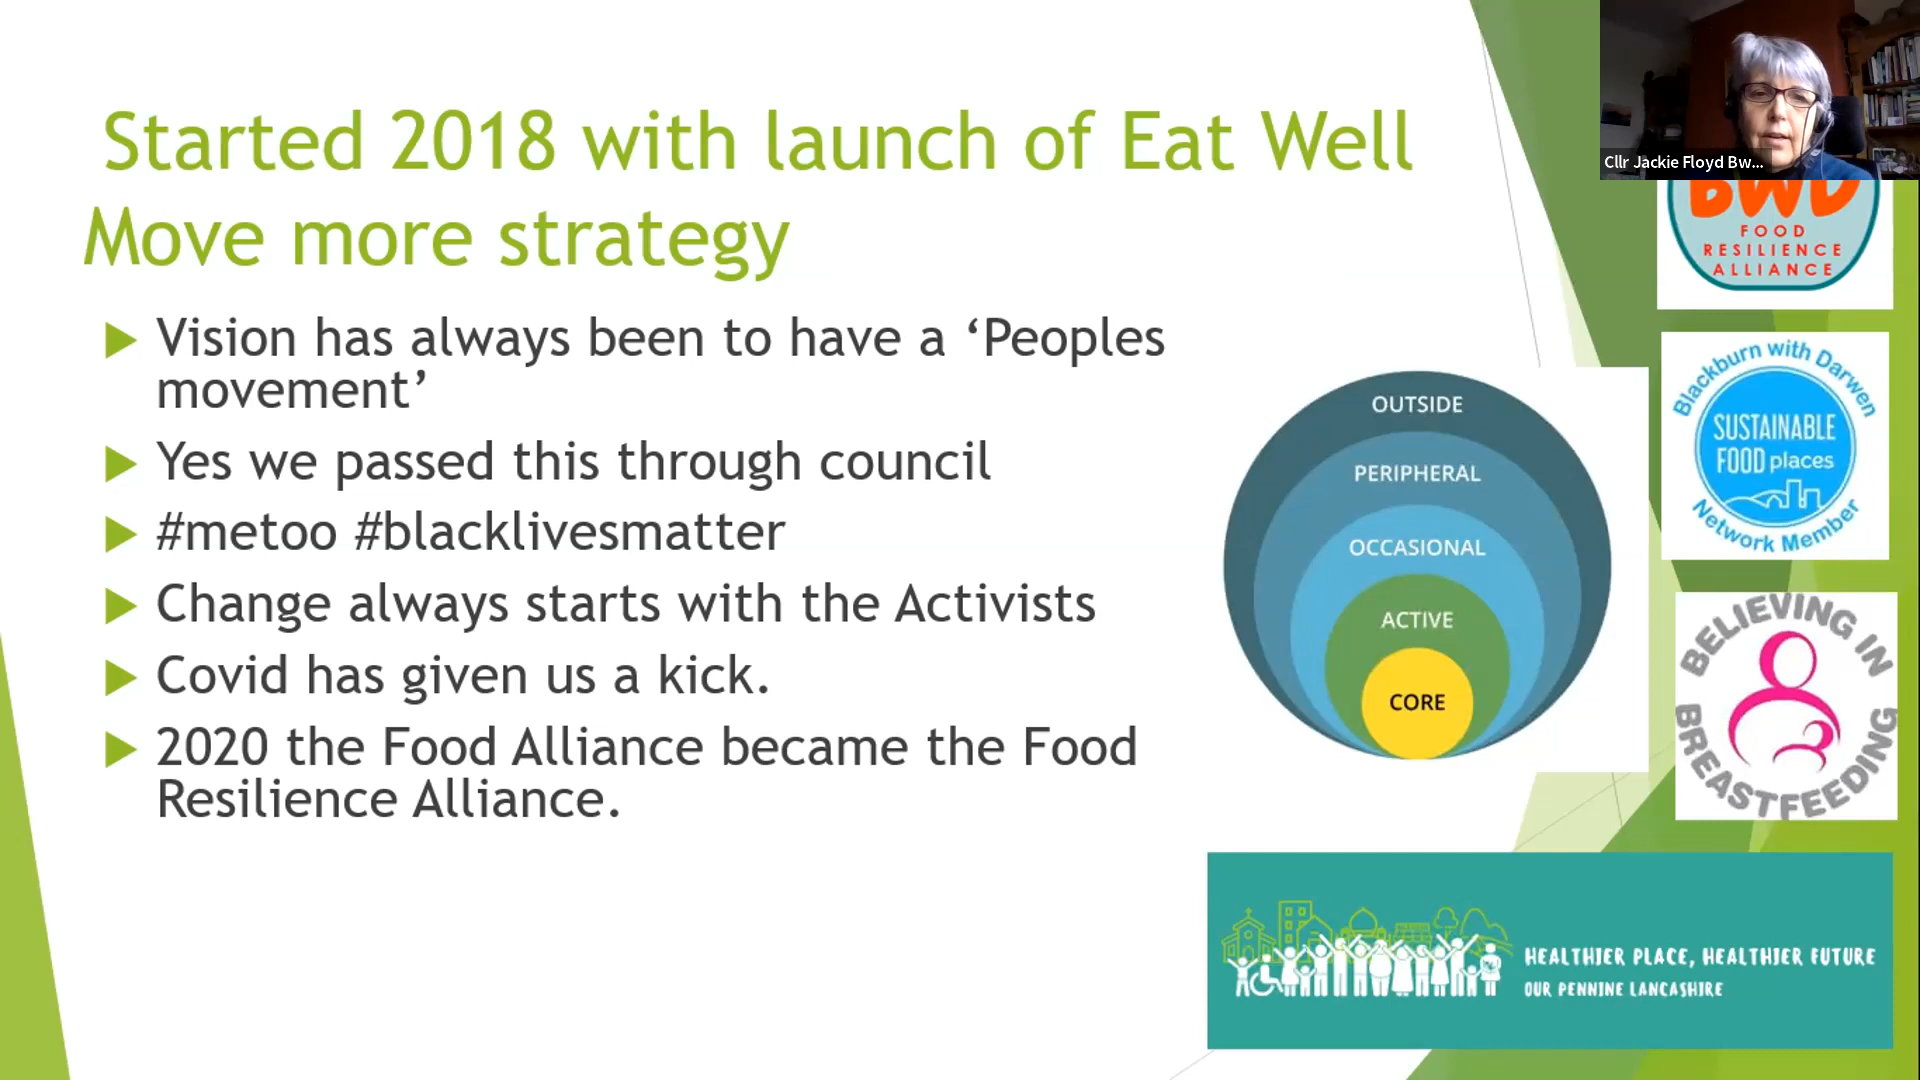 Started 2018 with launch of Eat Well
Move more strategy
Vision has always been to have a ‘Peoples
movement’
Yes we passed this through council
#metoo #blacklivesmatter
Change always starts with the Activists
Covid has given us a kick.
2020 the Food Alliance became the Food
Resilience Alliance.
OUTSIDE
PERIPHERAL
OCCASIONAL
ACTIVE
CORE
Cllr Jackie Floyd Bw...
BWD
FOOD
RESILIENCE
ALLIANCE
Blackburn with Darwen
SUSTAINABLE
FOOD places
Network Member
BELIEVING IN
BREASTFEEDING
HEALTHIER PLACE, HEALTHIER FUTURE
OUR PENNINE LANCASHIRE